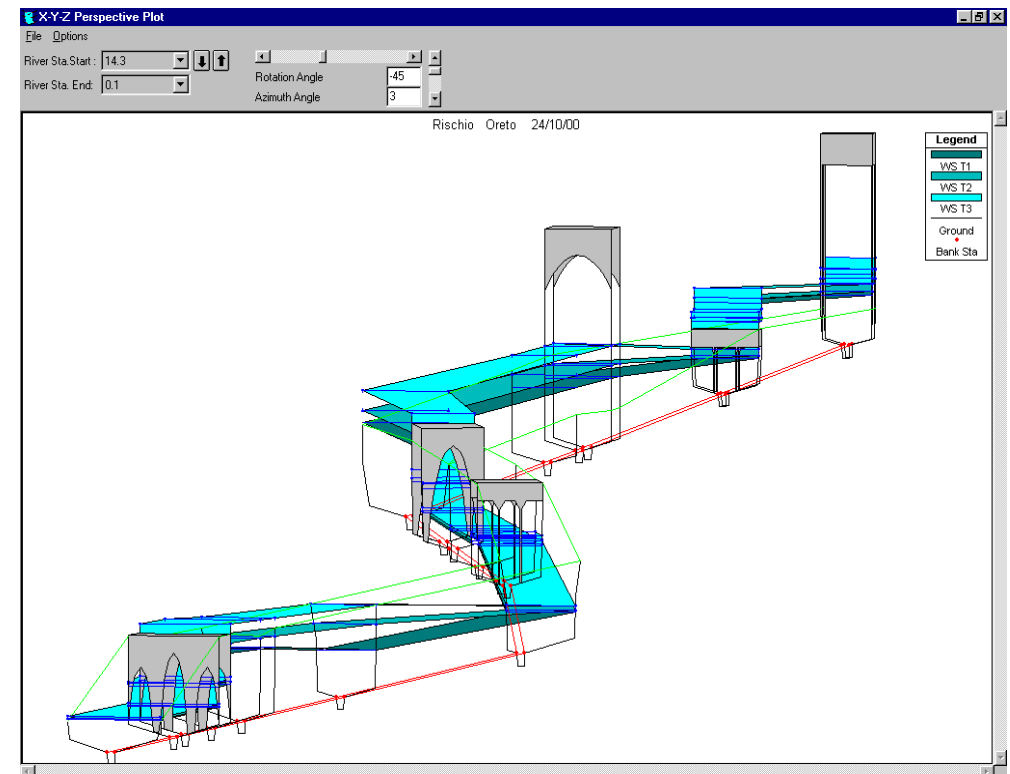 X-Y-Z Perspective Plot
File Options
River Sta.Start : 14.3
River Sta. End: 0.1
Rotation Angle -45
Azimuth Angle 3
Rischio Oreto 24/10/00
Legend
WS T1
WS T2
WS T3
Ground
Bank Sta